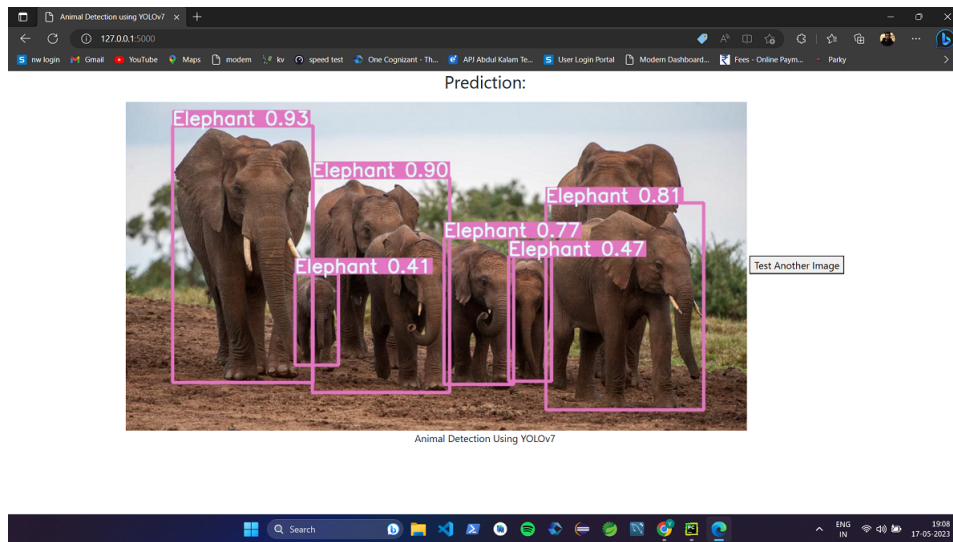 Animal Detection using YOLOv7
127.0.0.1:5000
nw login Gmail YouTube Maps modem kv speed test One Cognizant - Th... APJ Abdul Kalam Te... User Login Portal Modern Dashboard... Fees - Online Paym... Parky
Prediction:
Elephant 0.93
Elephant 0.90
Elephant 0.81
Elephant 0.77
Elephant 0.47
Elephant 0.41
Test Another Image
Animal Detection Using YOLOv7
Search
ENG
IN
19:08
17-05-2023